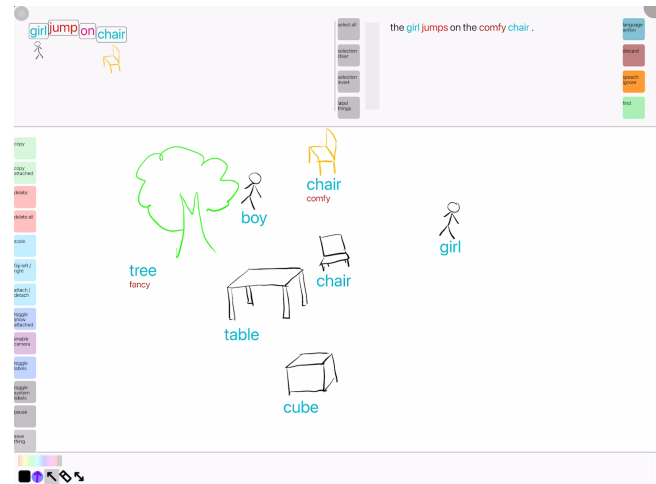 girl jump on chair
select all
selection clear
selection invert
label things
the girl jumps on the comfy chair .
language action
discard
speech ignore
find
copy
copy attached
delete
delete all
flip left / right
attach / detach
toggle show attached
enable camera
toggle labels
toggle system labels
pause
save thing
chair
comfy
boy
girl
tree
fancy
chair
table
cube